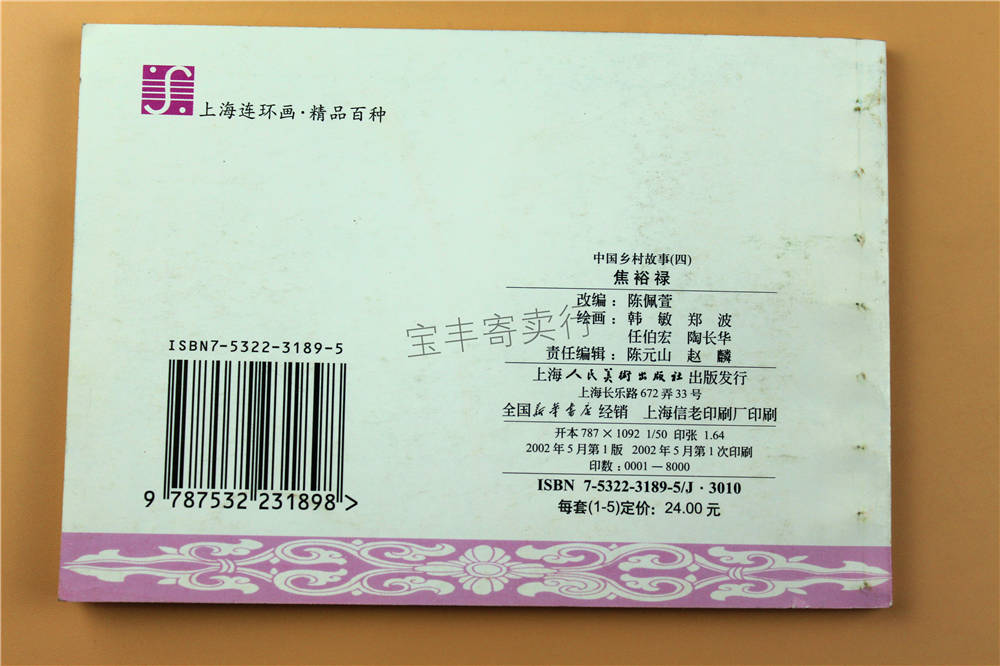 上海连环画·精品百种
中国乡村故事(四)
焦裕禄
改编：陈佩萱
绘画：韩敏 郑波
任伯宏 陶长华
责任编辑：陈元山 赵麟
上海人民美術出版社出版发行
上海长乐路672弄33号
全国新华书店经销 上海信老印刷厂印刷
开本787×1092 1/50 印张 1.64
2002年5月第1版 2002年5月第1次印刷
印数：0001—8000
ISBN 7-5322-3189-5/J·3010
每套(1-5)定价：24.00元
ISBN7-5322-3189-5
9 787532 231898 >
宝丰寄卖行